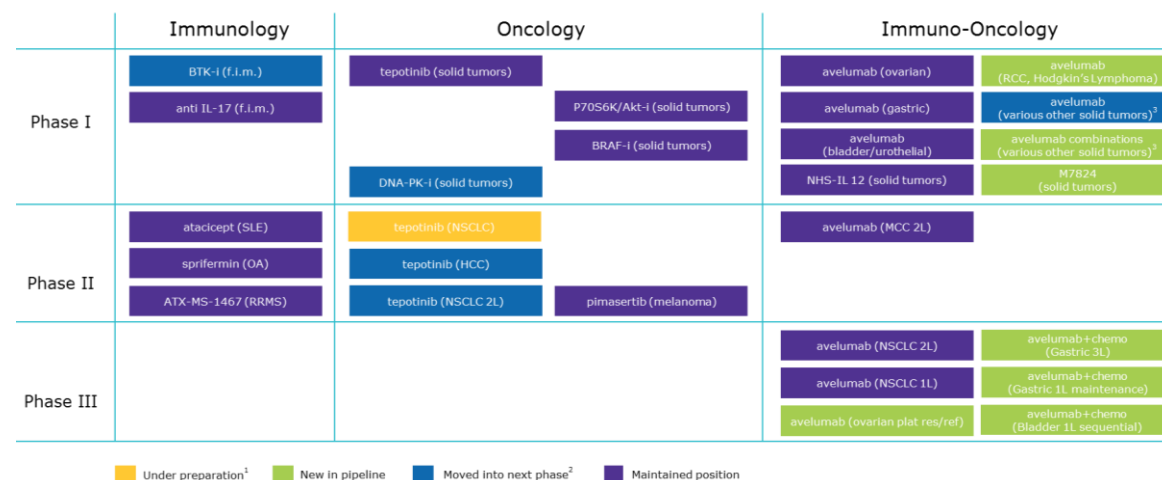 Immunology
Oncology
Immuno-Oncology
Phase I
BTK-i (f.i.m.)
anti IL-17 (f.i.m.)
tepotinib (solid tumors)
P70S6K/Akt-i (solid tumors)
BRAF-i (solid tumors)
DNA-PK-i (solid tumors)
avelumab (ovarian)
avelumab
(RCC, Hodgkin's Lymphoma)
avelumab (gastric)
avelumab
(various other solid tumors)³
avelumab
(bladder/urothelial)
avelumab combinations
(various other solid tumors)³
NHS-IL 12 (solid tumors)
M7824
(solid tumors)
Phase II
atacicept (SLE)
sprifermin (OA)
ATX-MS-1467 (RRMS)
tepotinib (NSCLC)
tepotinib (HCC)
tepotinib (NSCLC 2L)
pimasertib (melanoma)
avelumab (MCC 2L)
Phase III
avelumab (NSCLC 2L)
avelumab+chemo
(Gastric 3L)
avelumab (NSCLC 1L)
avelumab+chemo
(Gastric 1L maintenance)
avelumab (ovarian plat res/ref)
avelumab+chemo
(Bladder 1L sequential)
Under preparation¹
New in pipeline
Moved into next phase²
Maintained position